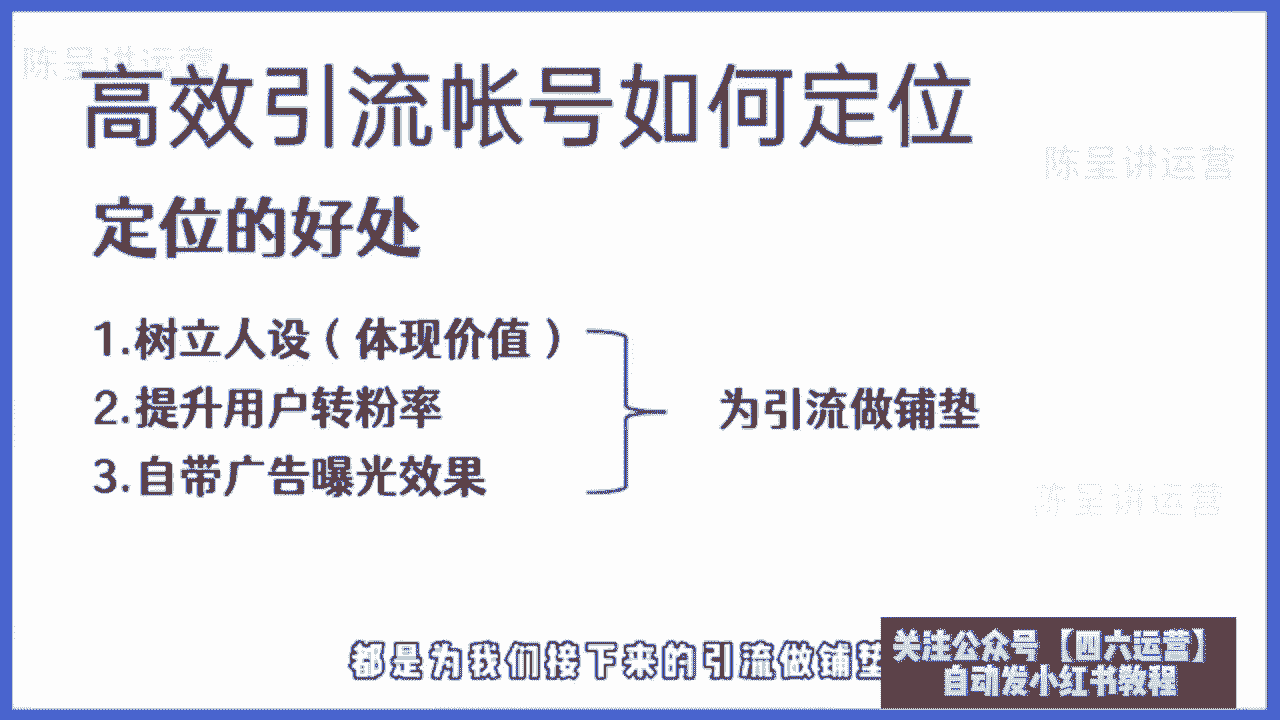 陈呈讲运营
高效引流帐号如何定位
陈呈讲运营
定位的好处
1.树立人设（体现价值）
2.提升用户转粉率
3.自带广告曝光效果
为引流做铺垫
陈呈讲运营
都是为我们接下来的引流做铺垫
关注公众号【四六运营】
自动发小红书教程